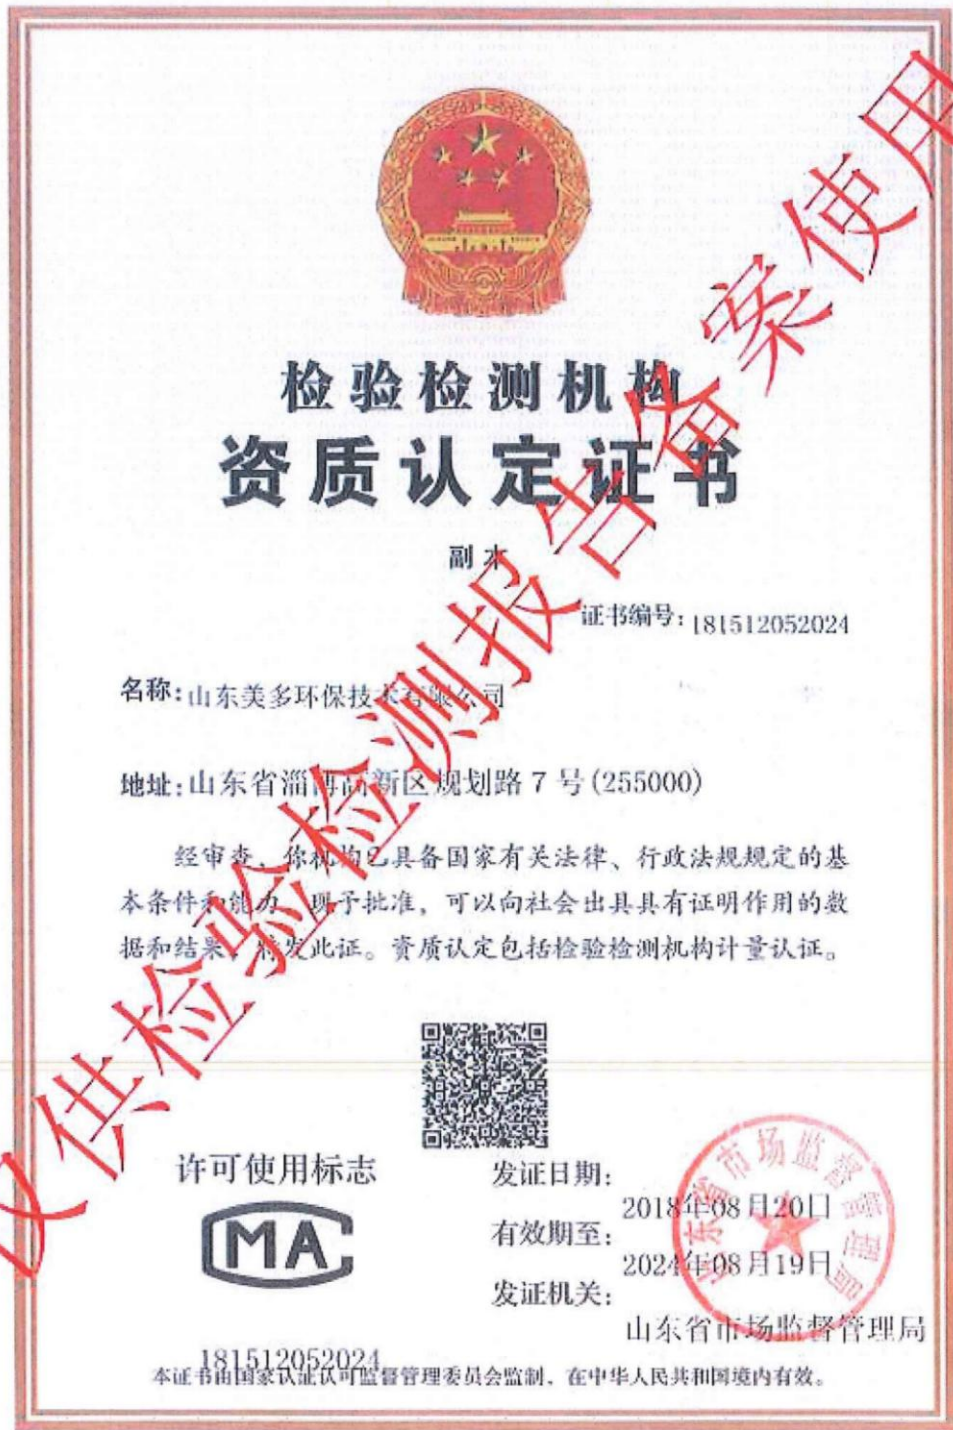 检验检测机构
资质认定证书
副本
证书编号：181512052024
名称：山东美多环保技术有限公司
地址：山东省淄博高新区规划路 7 号(255000)
经审查，你机构已具备国家有关法律、行政法规规定的基
本条件和能力，现予批准，可以向社会出具具有证明作用的数
据和结果，特发此证。资质认定包括检验检测机构计量认证。
许可使用标志
MA
181512052024
发证日期：2018年08月20日
有效期至：2024年08月19日
发证机关：山东省市场监督管理局
山东省市场监督管理局
本证书由国家认证认可监督管理委员会监制，在中华人民共和国境内有效。
仅供检验检测报告备案使用